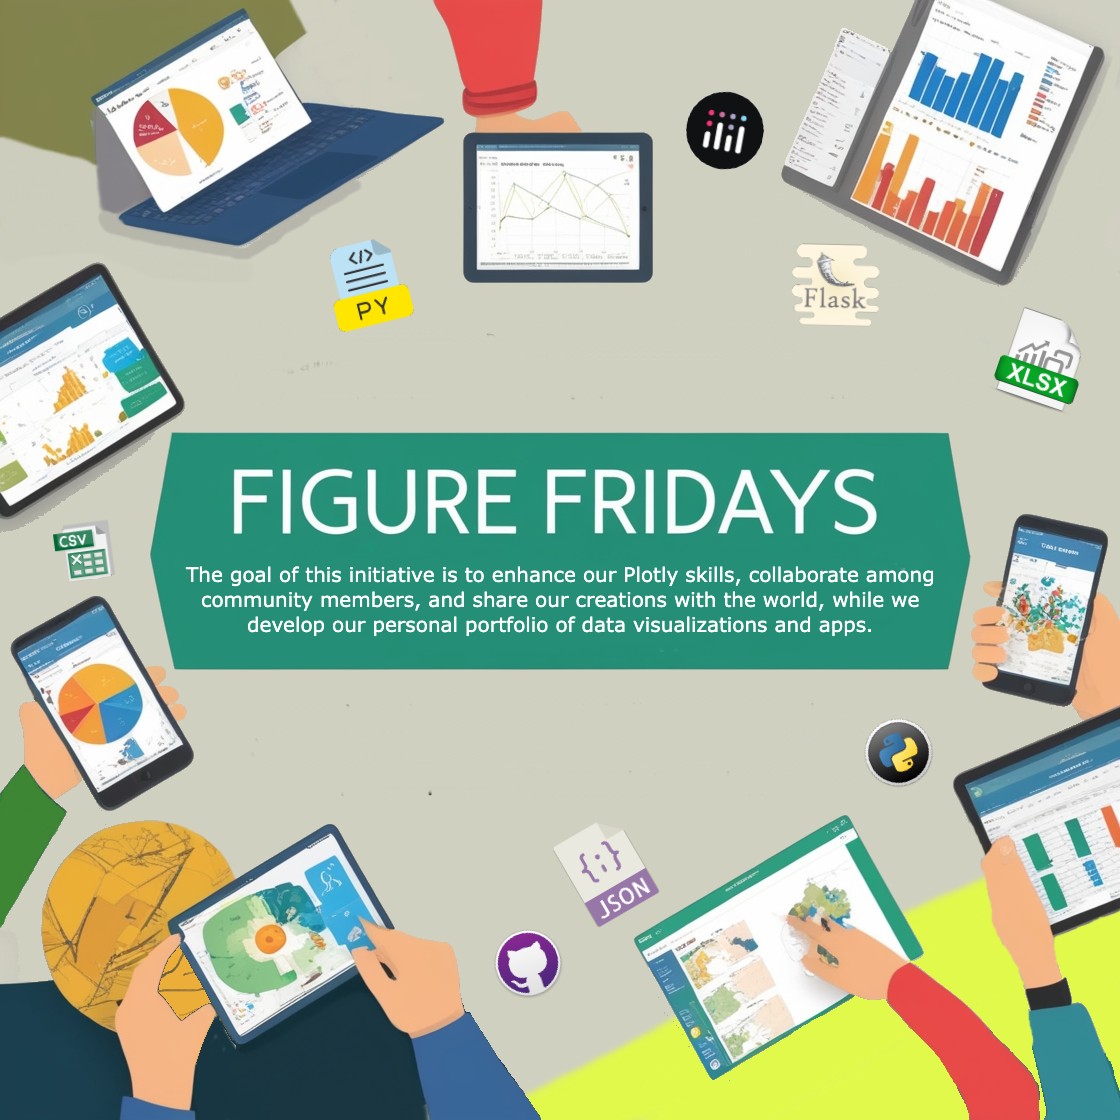 PY
Flask
XLSX
FIGURE FRIDAYS
CSV
The goal of this initiative is to enhance our Plotly skills, collaborate among
community members, and share our creations with the world, while we
develop our personal portfolio of data visualizations and apps.
JSON